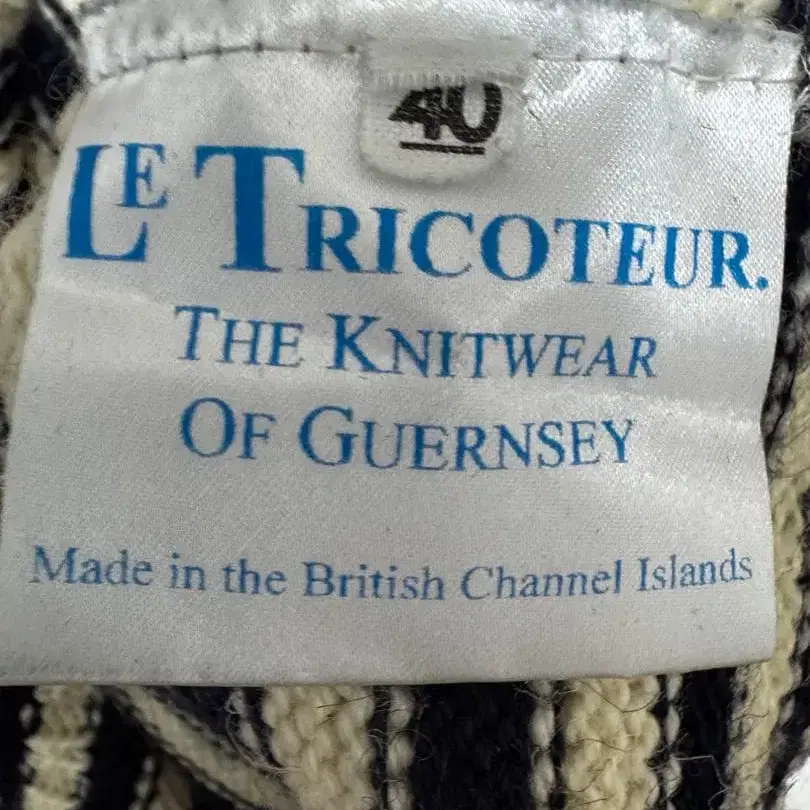 40
LE TRICOTEUR.
THE KNITWEAR
OF GUERNSEY
Made in the British Channel Islands